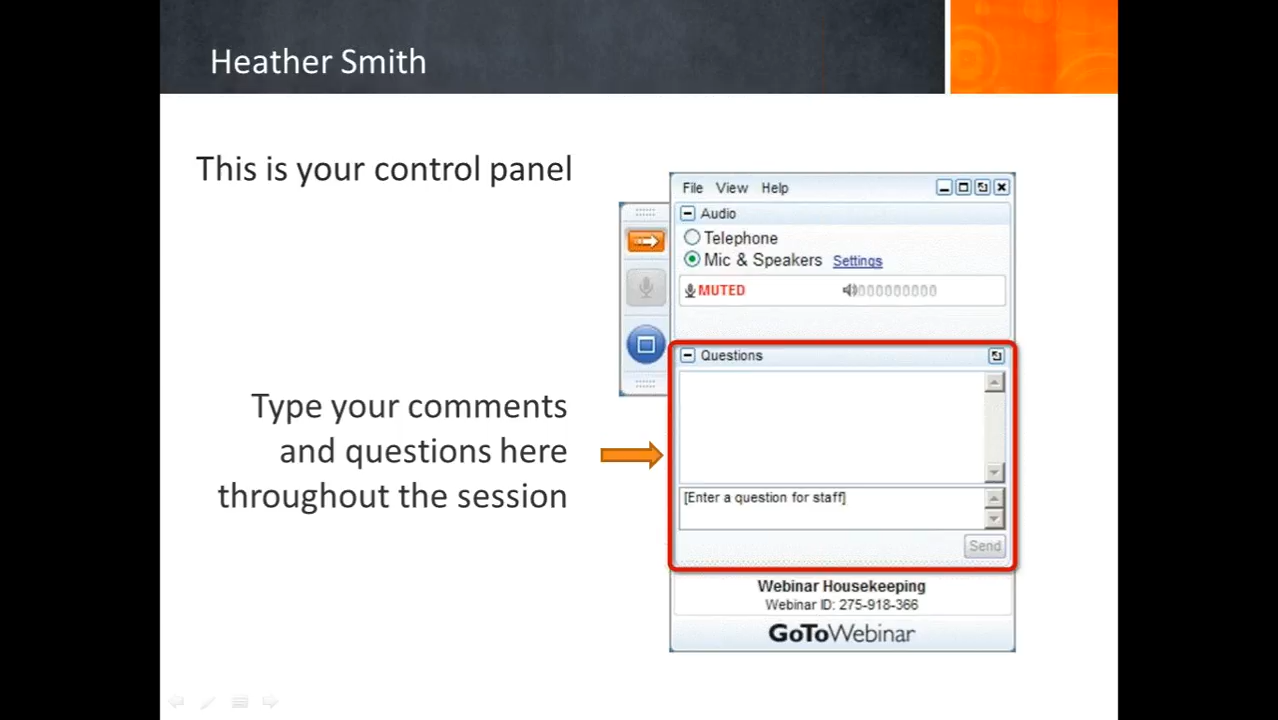 Heather Smith
This is your control panel
File View Help
Audio
Telephone
Mic & Speakers Settings
MUTED
Questions
Type your comments
and questions here
throughout the session
[Enter a question for staff]
Send
Webinar Housekeeping
Webinar ID: 275-918-366
GoToWebinar